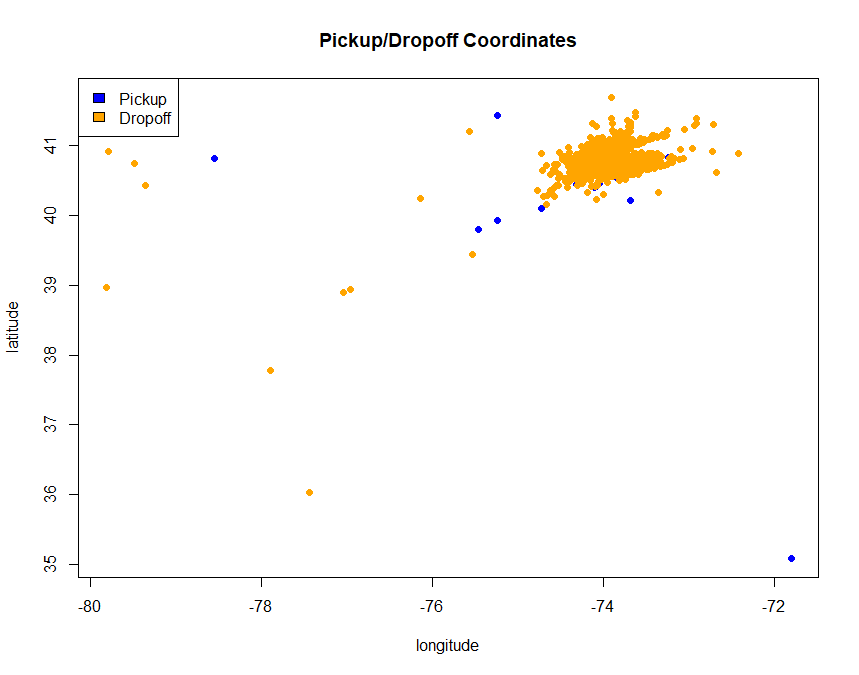 Pickup/Dropoff Coordinates
Pickup
Dropoff
latitude
41
40
39
38
37
36
35
-80
-78
-76
-74
-72
longitude